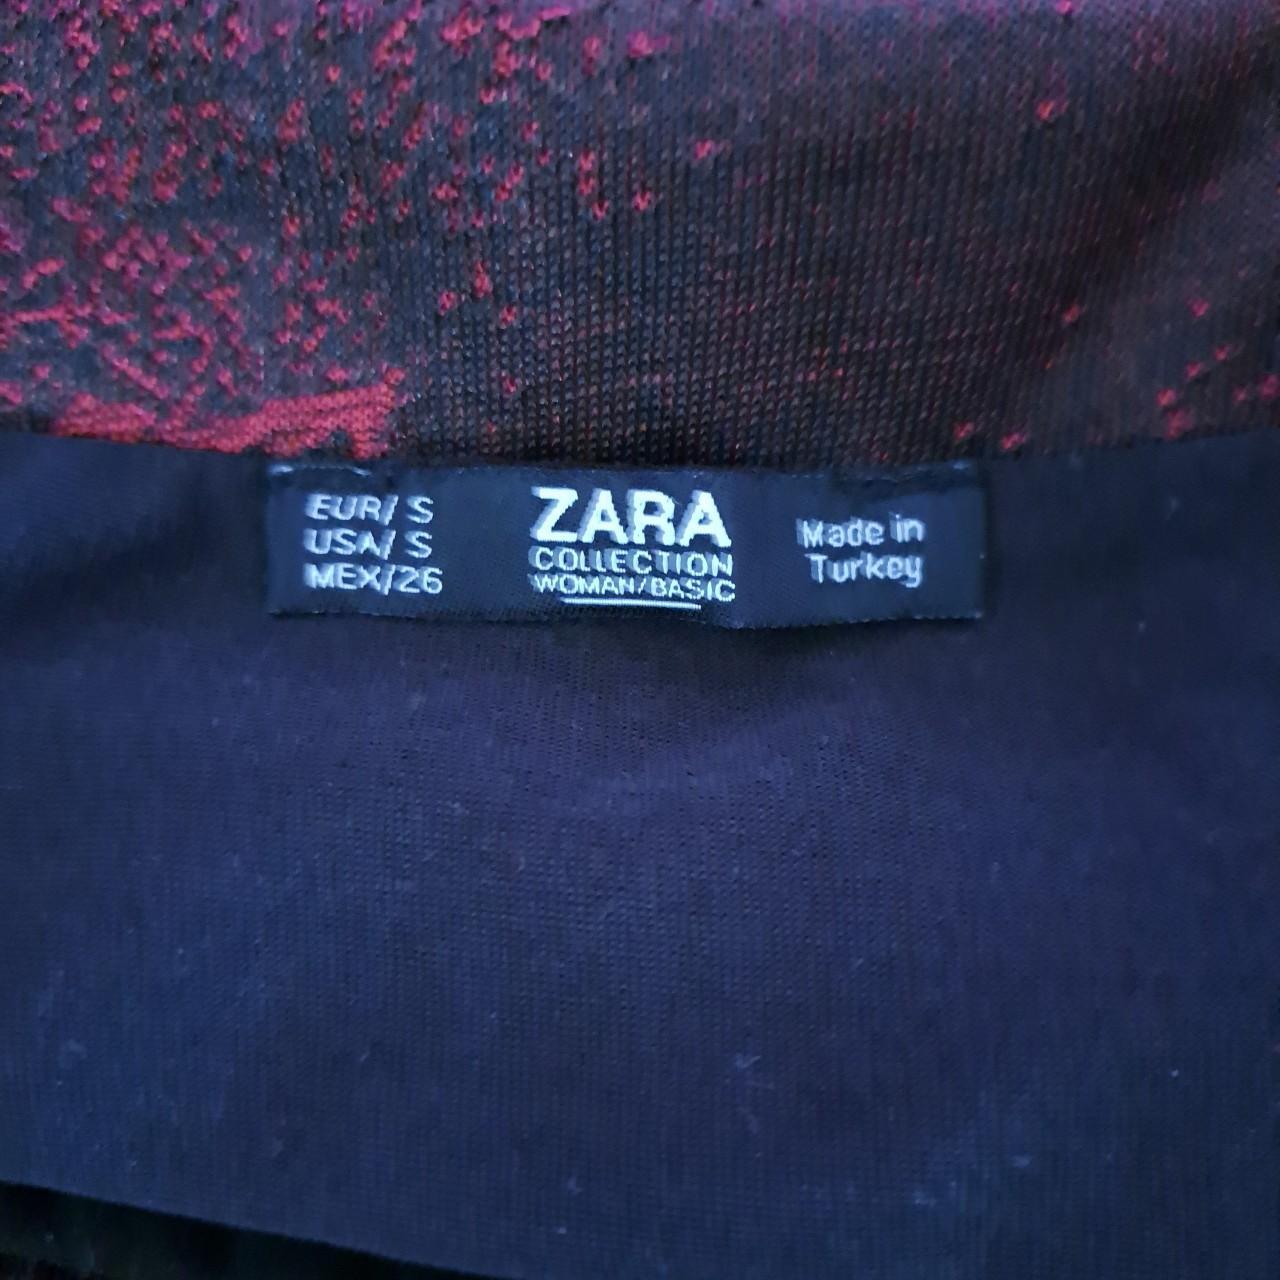 EUR/ S
USA/ S
MEX/26
ZARA
COLLECTION
WOMAN/BASIC
Made in
Turkey